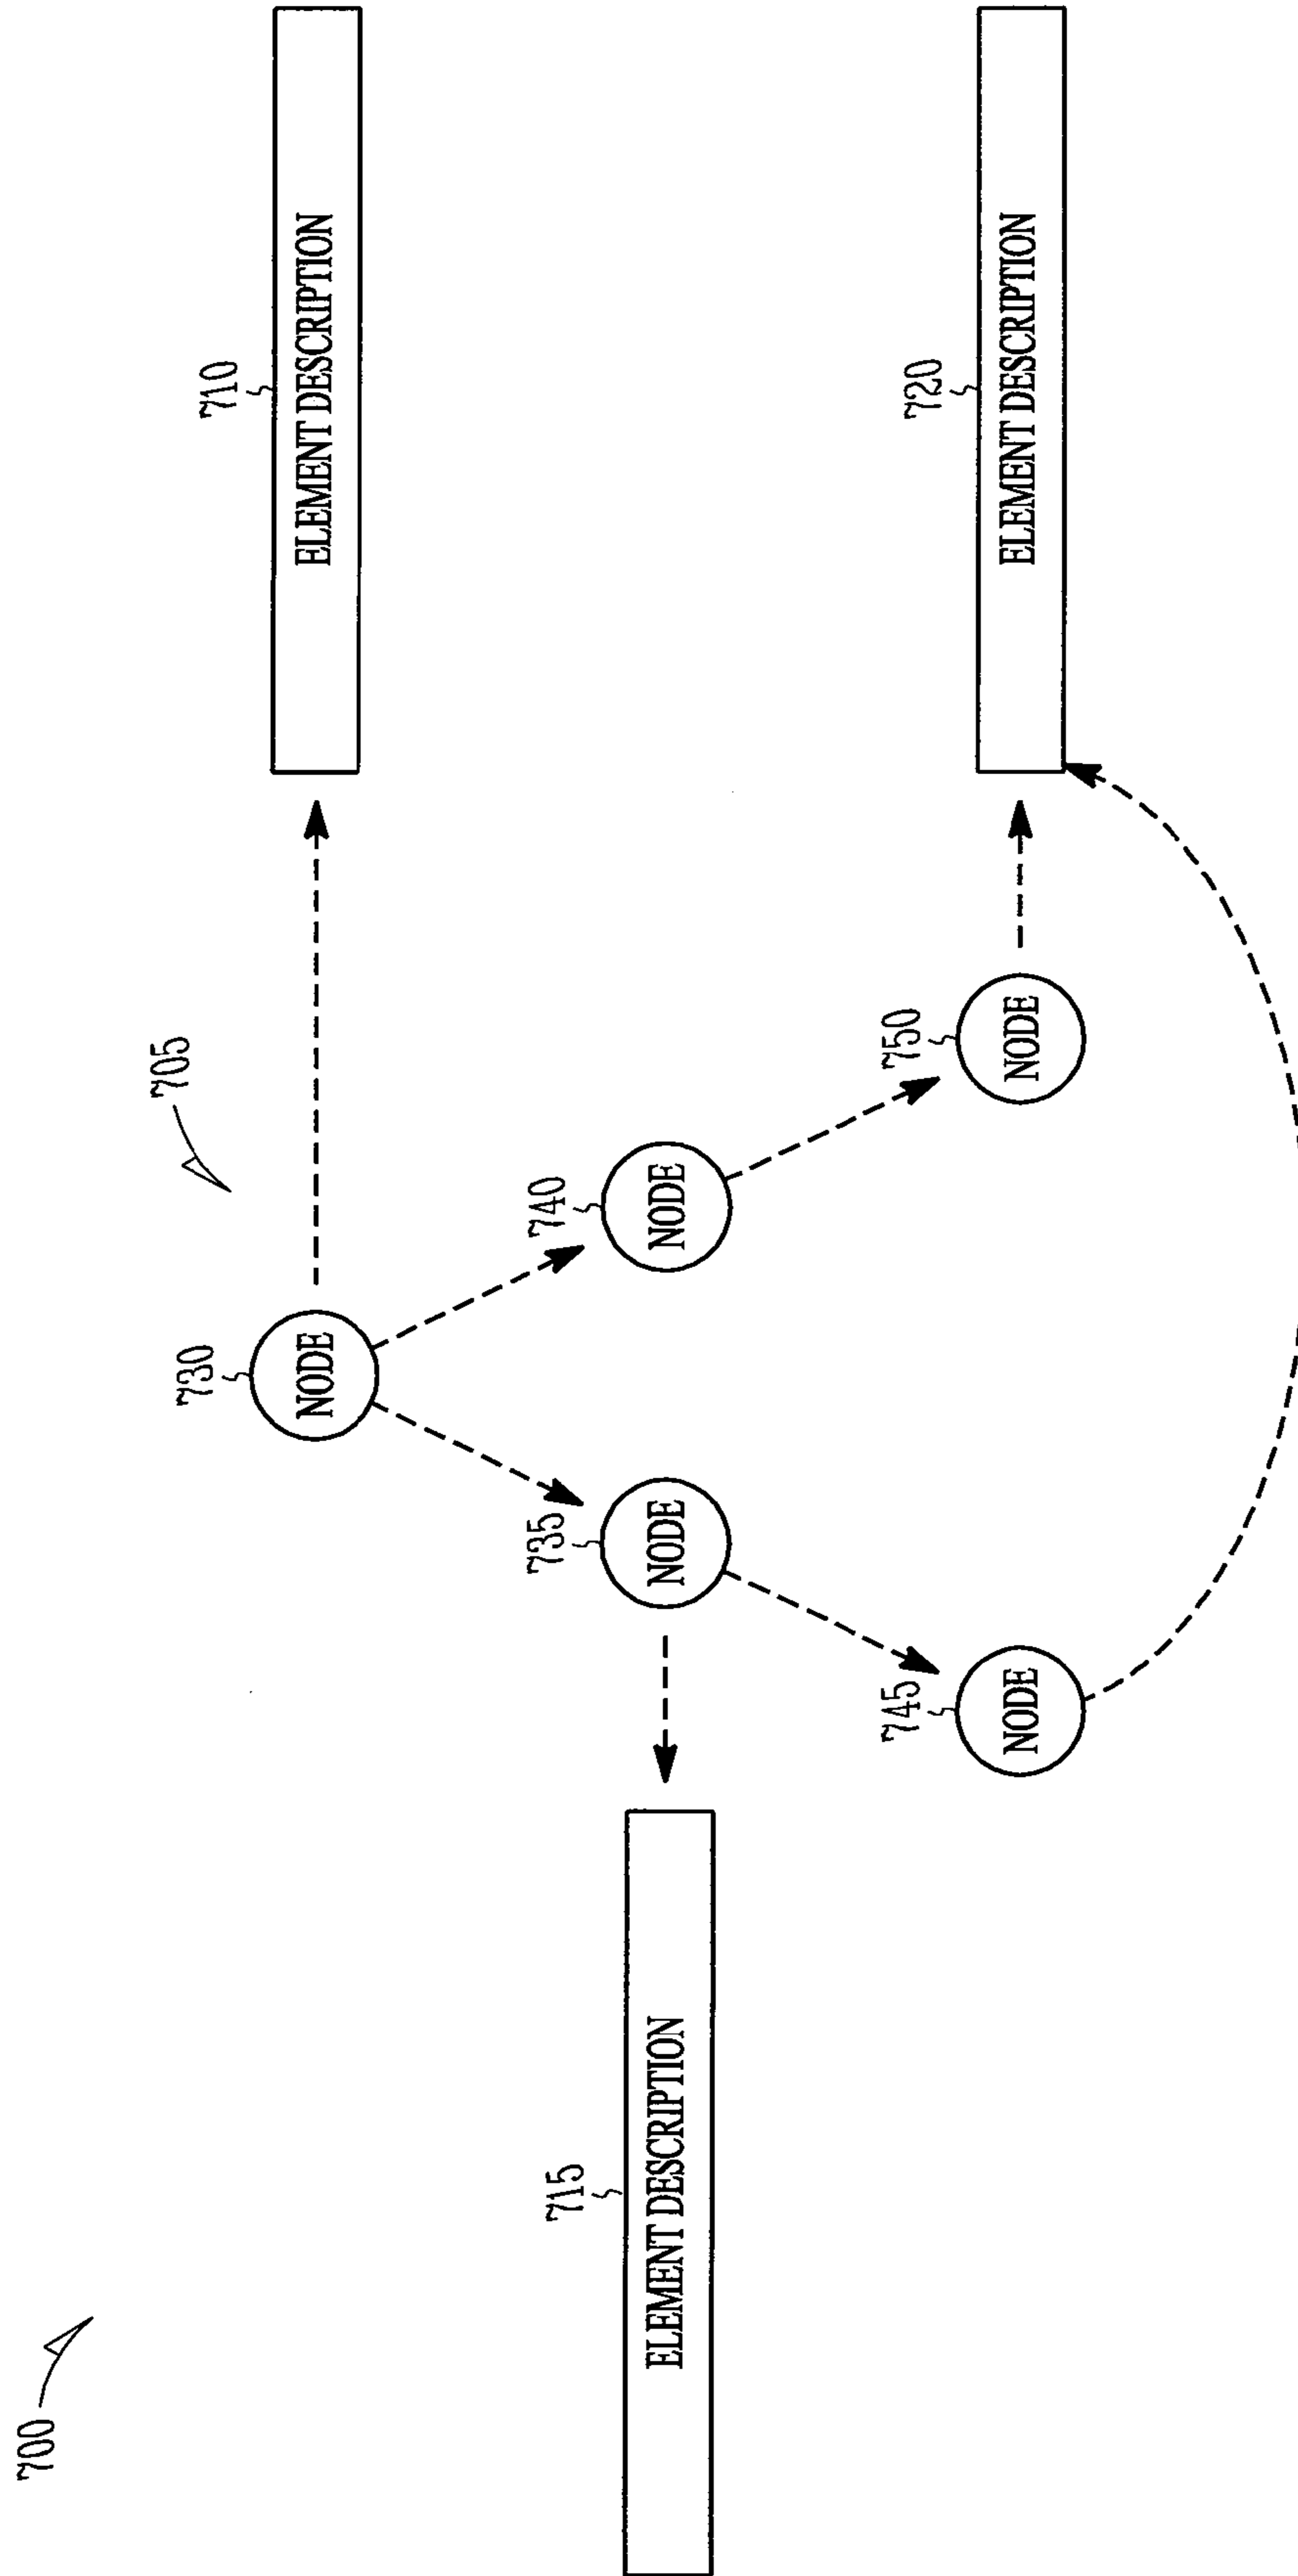 700
705
730
NODE
710
ELEMENT DESCRIPTION
715
ELEMENT DESCRIPTION
735
NODE
740
NODE
745
NODE
750
NODE
720
ELEMENT DESCRIPTION